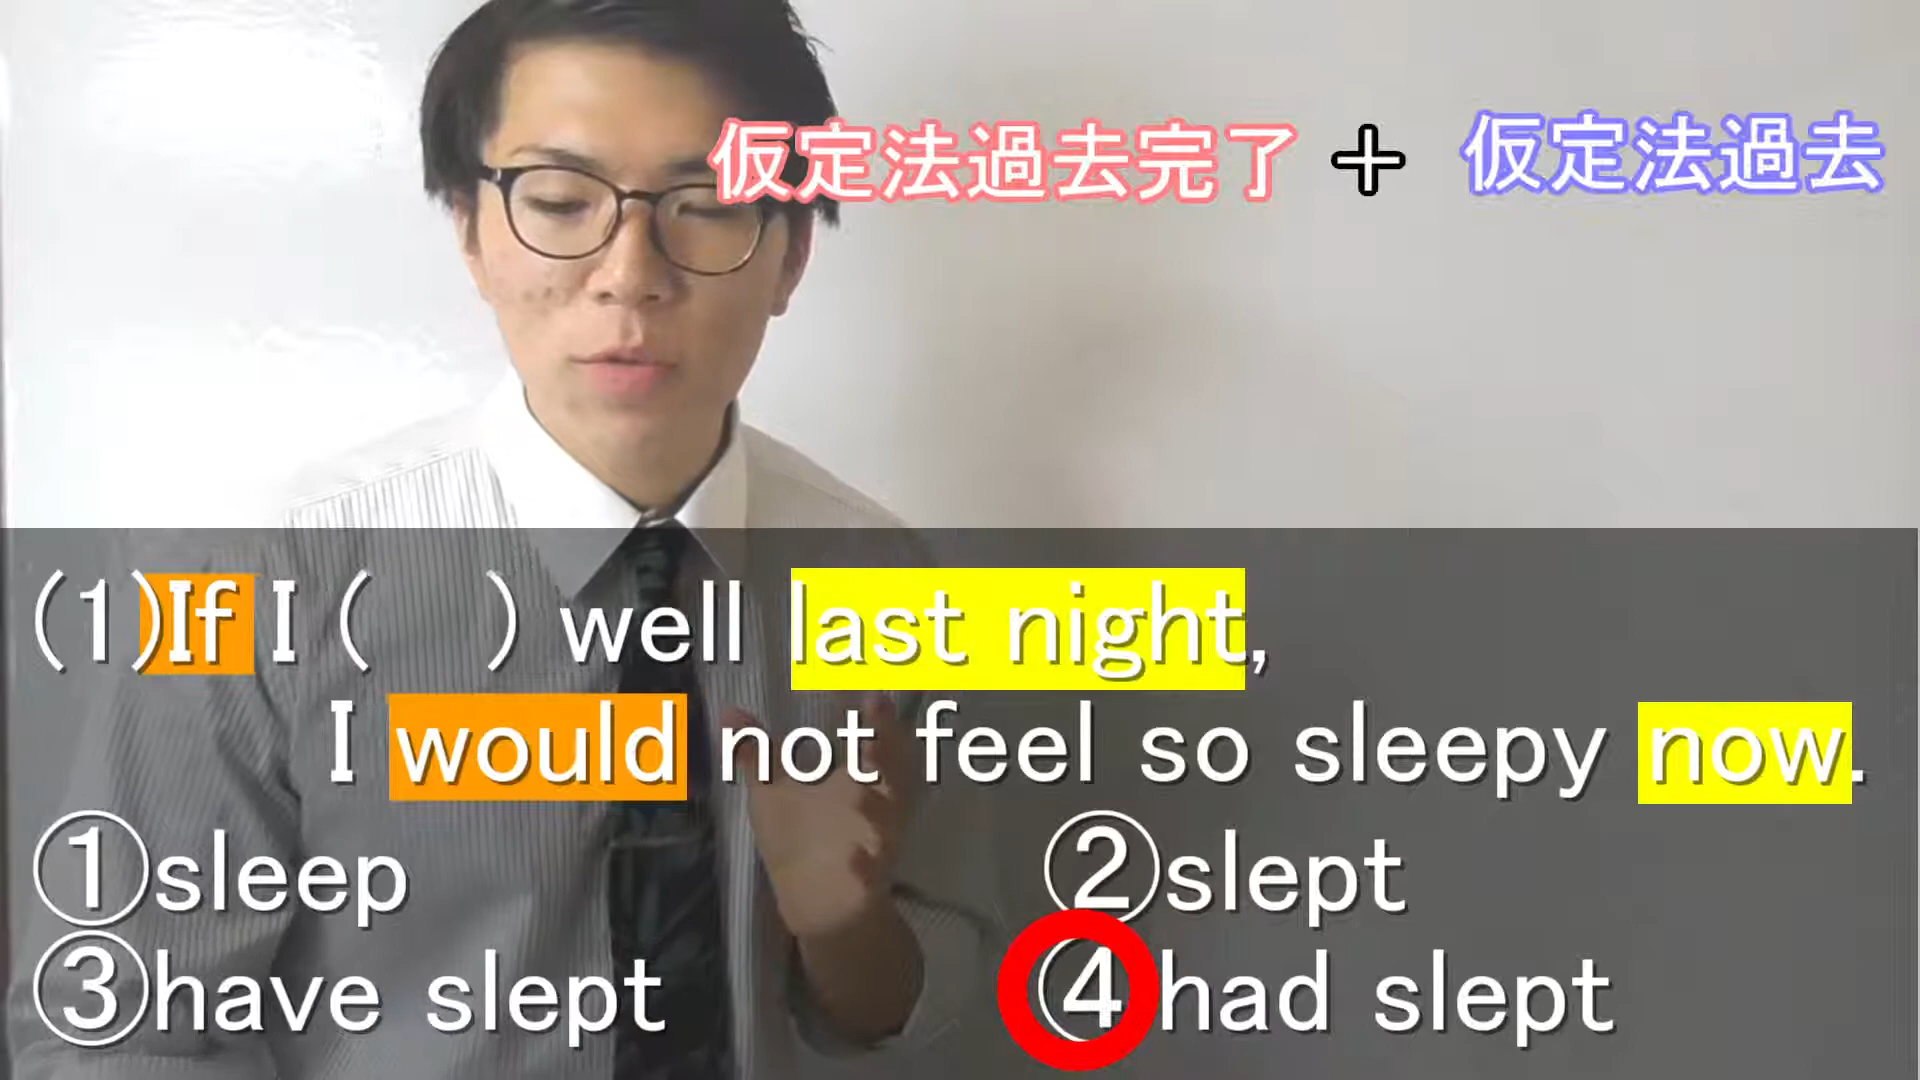 仮定法過去完了 + 仮定法過去
(1)If I (   ) well last night,
I would not feel so sleepy now.
①sleep ②slept
③have slept ④had slept